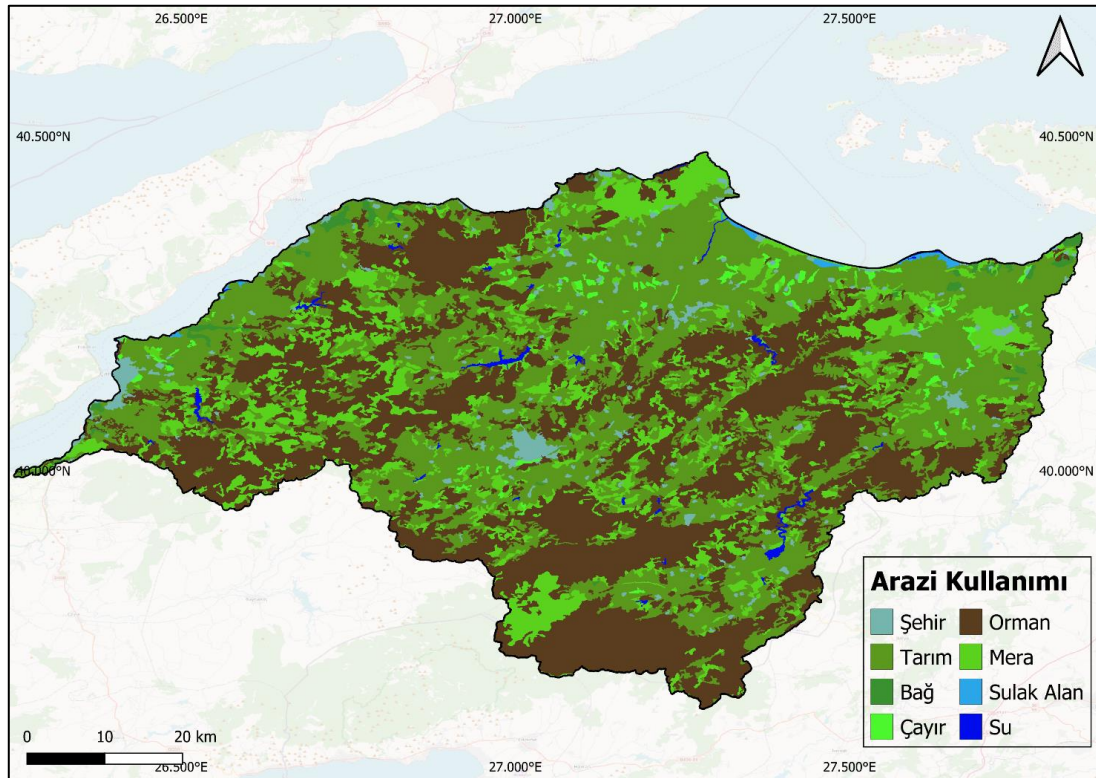 26.500°E 27.000°E 27.500°E
40.500°N 40.500°N
40.000°N 40.000°N
Arazi Kullanımı
Şehir Orman
Tarım Mera
Bağ Sulak Alan
Çayır Su
0 10 20 km
26.500°E 27.000°E 27.500°E